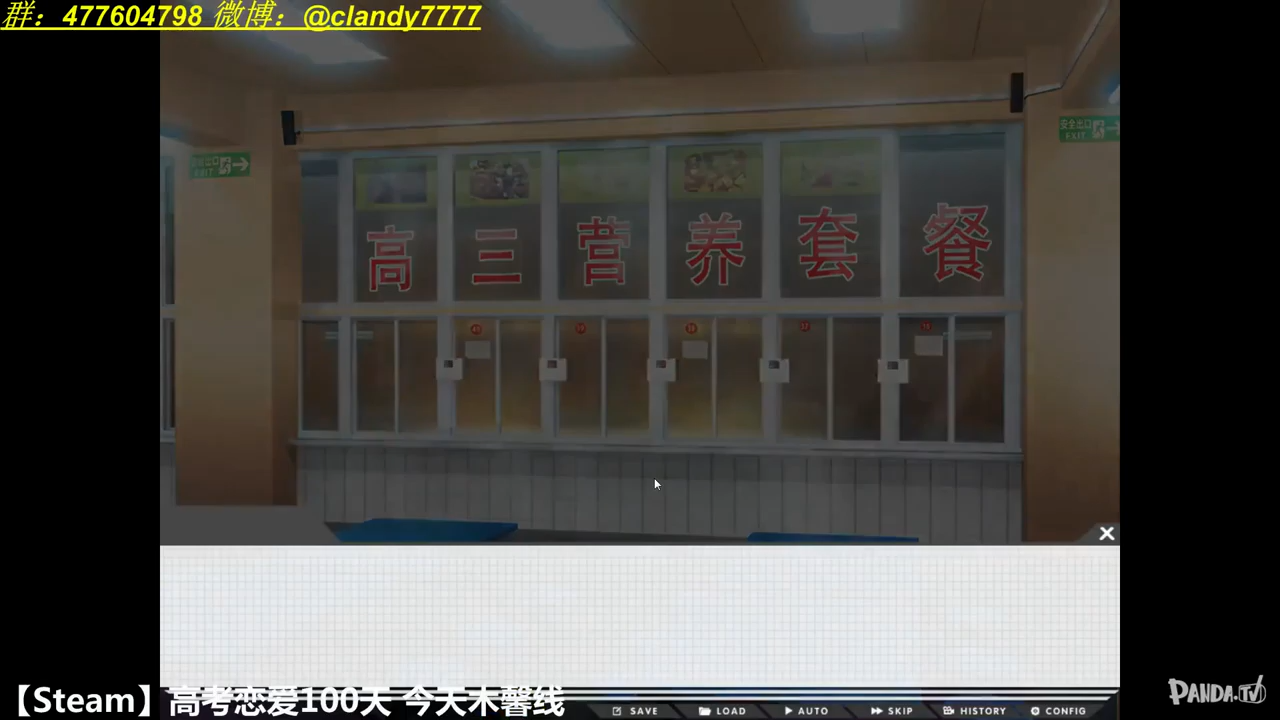 群：477604798 微博：@clandy7777
安全出口
EXIT
安全出口
EXIT
高三营养套餐
【Steam】高考恋爱100天 今天木馨线
SAVE LOAD AUTO SKIP HISTORY CONFIG
PANDA.TV